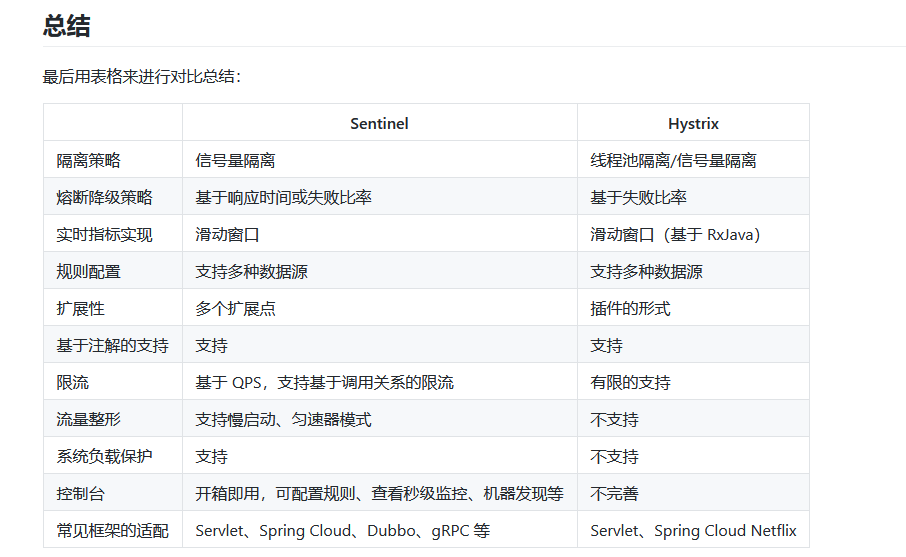 总结
最后用表格来进行对比总结：
Sentinel Hystrix
隔离策略 信号量隔离 线程池隔离/信号量隔离
熔断降级策略 基于响应时间或失败比率 基于失败比率
实时指标实现 滑动窗口 滑动窗口（基于 RxJava）
规则配置 支持多种数据源 支持多种数据源
扩展性 多个扩展点 插件的形式
基于注解的支持 支持 支持
限流 基于 QPS，支持基于调用关系的限流 有限的支持
流量整形 支持慢启动、匀速器模式 不支持
系统负载保护 支持 不支持
控制台 开箱即用，可配置规则、查看秒级监控、机器发现等 不完善
常见框架的适配 Servlet、Spring Cloud、Dubbo、gRPC 等 Servlet、Spring Cloud Netflix